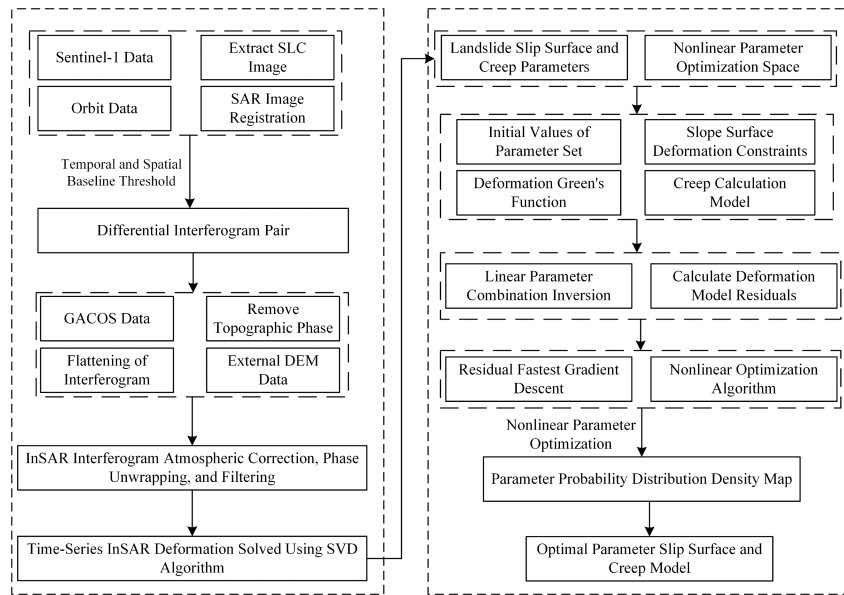 Sentinel-1 Data
Extract SLC
Image
Orbit Data
SAR Image
Registration
Temporal and Spatial
Baseline Threshold
Differential Interferogram Pair
GACOS Data
Remove
Topographic Phase
Flattening of
Interferogram
External DEM
Data
InSAR Interferogram Atmospheric Correction, Phase
Unwrapping, and Filtering
Time-Series InSAR Deformation Solved Using SVD
Algorithm
Landslide Slip Surface and
Creep Parameters
Nonlinear Parameter
Optimization Space
Initial Values of
Parameter Set
Slope Surface
Deformation Constraints
Deformation Green's
Function
Creep Calculation
Model
Linear Parameter
Combination Inversion
Calculate Deformation
Model Residuals
Residual Fastest Gradient
Descent
Nonlinear Optimization
Algorithm
Nonlinear Parameter
Optimization
Parameter Probability Distribution Density Map
Optimal Parameter Slip Surface and
Creep Model